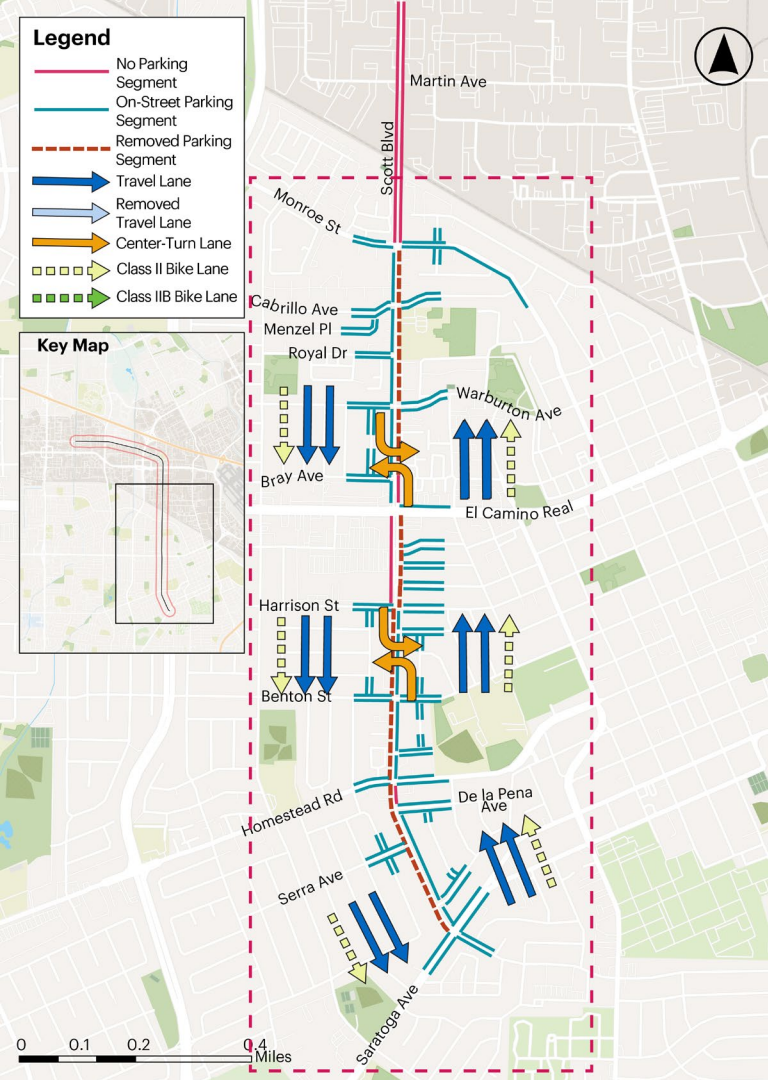 Legend
No Parking
Segment
On-Street Parking
Segment
Removed Parking
Segment
Travel Lane
Removed
Travel Lane
Center-Turn Lane
Class II Bike Lane
Class IIB Bike Lane
Key Map
Martin Ave
Scott Blvd
Monroe St
Cabrillo Ave
Menzel Pl
Royal Dr
Warburton Ave
Bray Ave
El Camino Real
Harrison St
Benton St
Homestead Rd
De la Pena
Ave
Serra Ave
Saratoga Ave
0 0.1 0.2 0.4
Miles